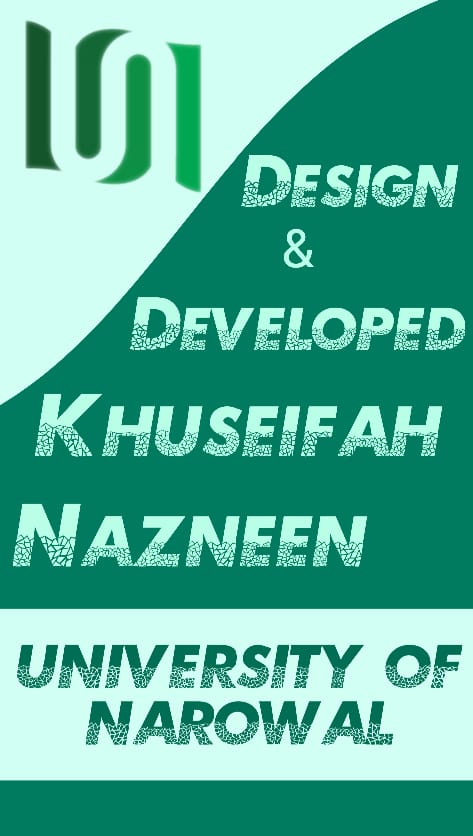 Design
&
Developed
Khuseifah
Nazneen
UNIVERSITY OF
NAROWAL